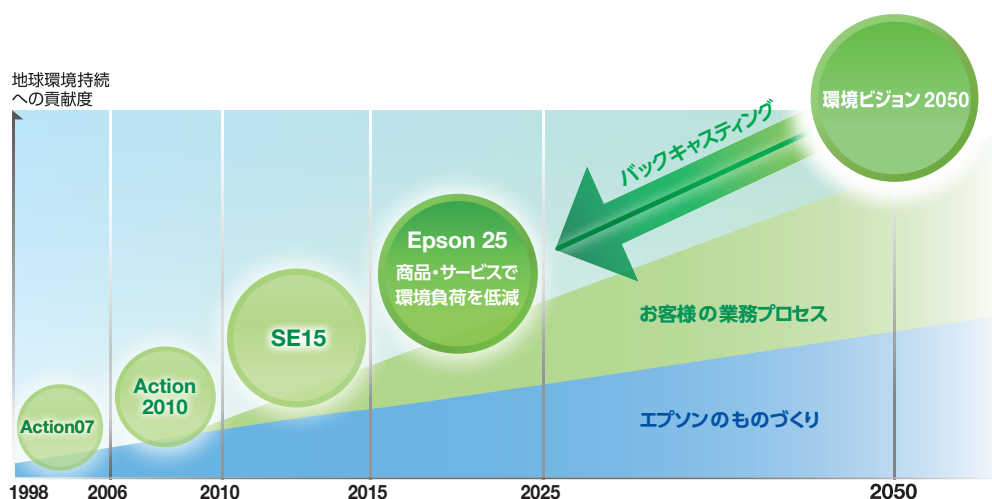 地球環境持続
への貢献度
環境ビジョン 2050
バックキャスティング
Epson 25
商品・サービスで
環境負荷を低減
お客様の業務プロセス
SE15
Action
2010
Action07
エプソンのものづくり
1998 2006 2010 2015 2025 2050